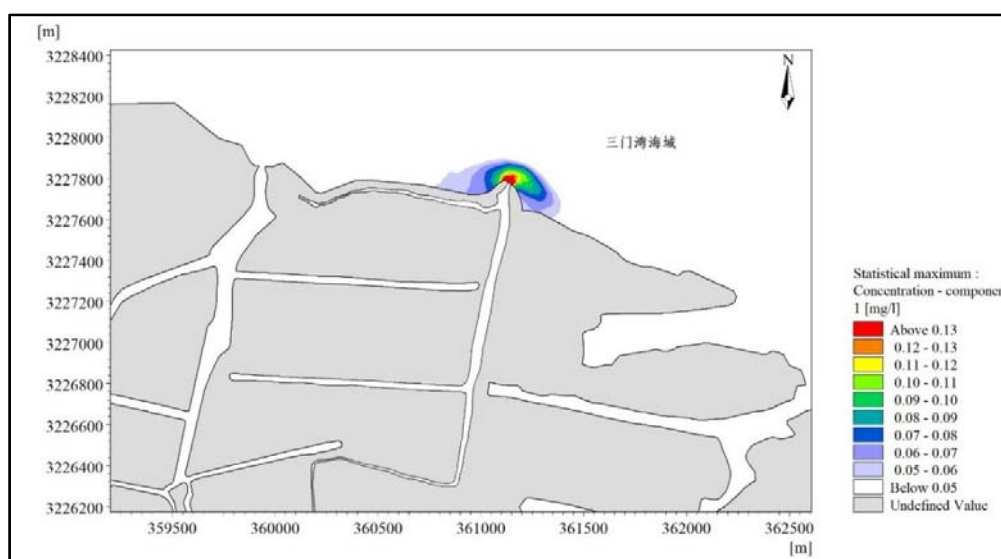 [m]
3228400
3228200
3228000
3227800
3227600
3227400
3227200
3227000
3226800
3226600
3226400
3226200
N
三门湾海域
359500
360000
360500
361000
361500
362000
362500
[m]
Statistical maximum :
Concentration - componen
1 [mg/l]
Above 0.13
0.12 - 0.13
0.11 - 0.12
0.10 - 0.11
0.09 - 0.10
0.08 - 0.09
0.07 - 0.08
0.06 - 0.07
0.05 - 0.06
Below 0.05
Undefined Value